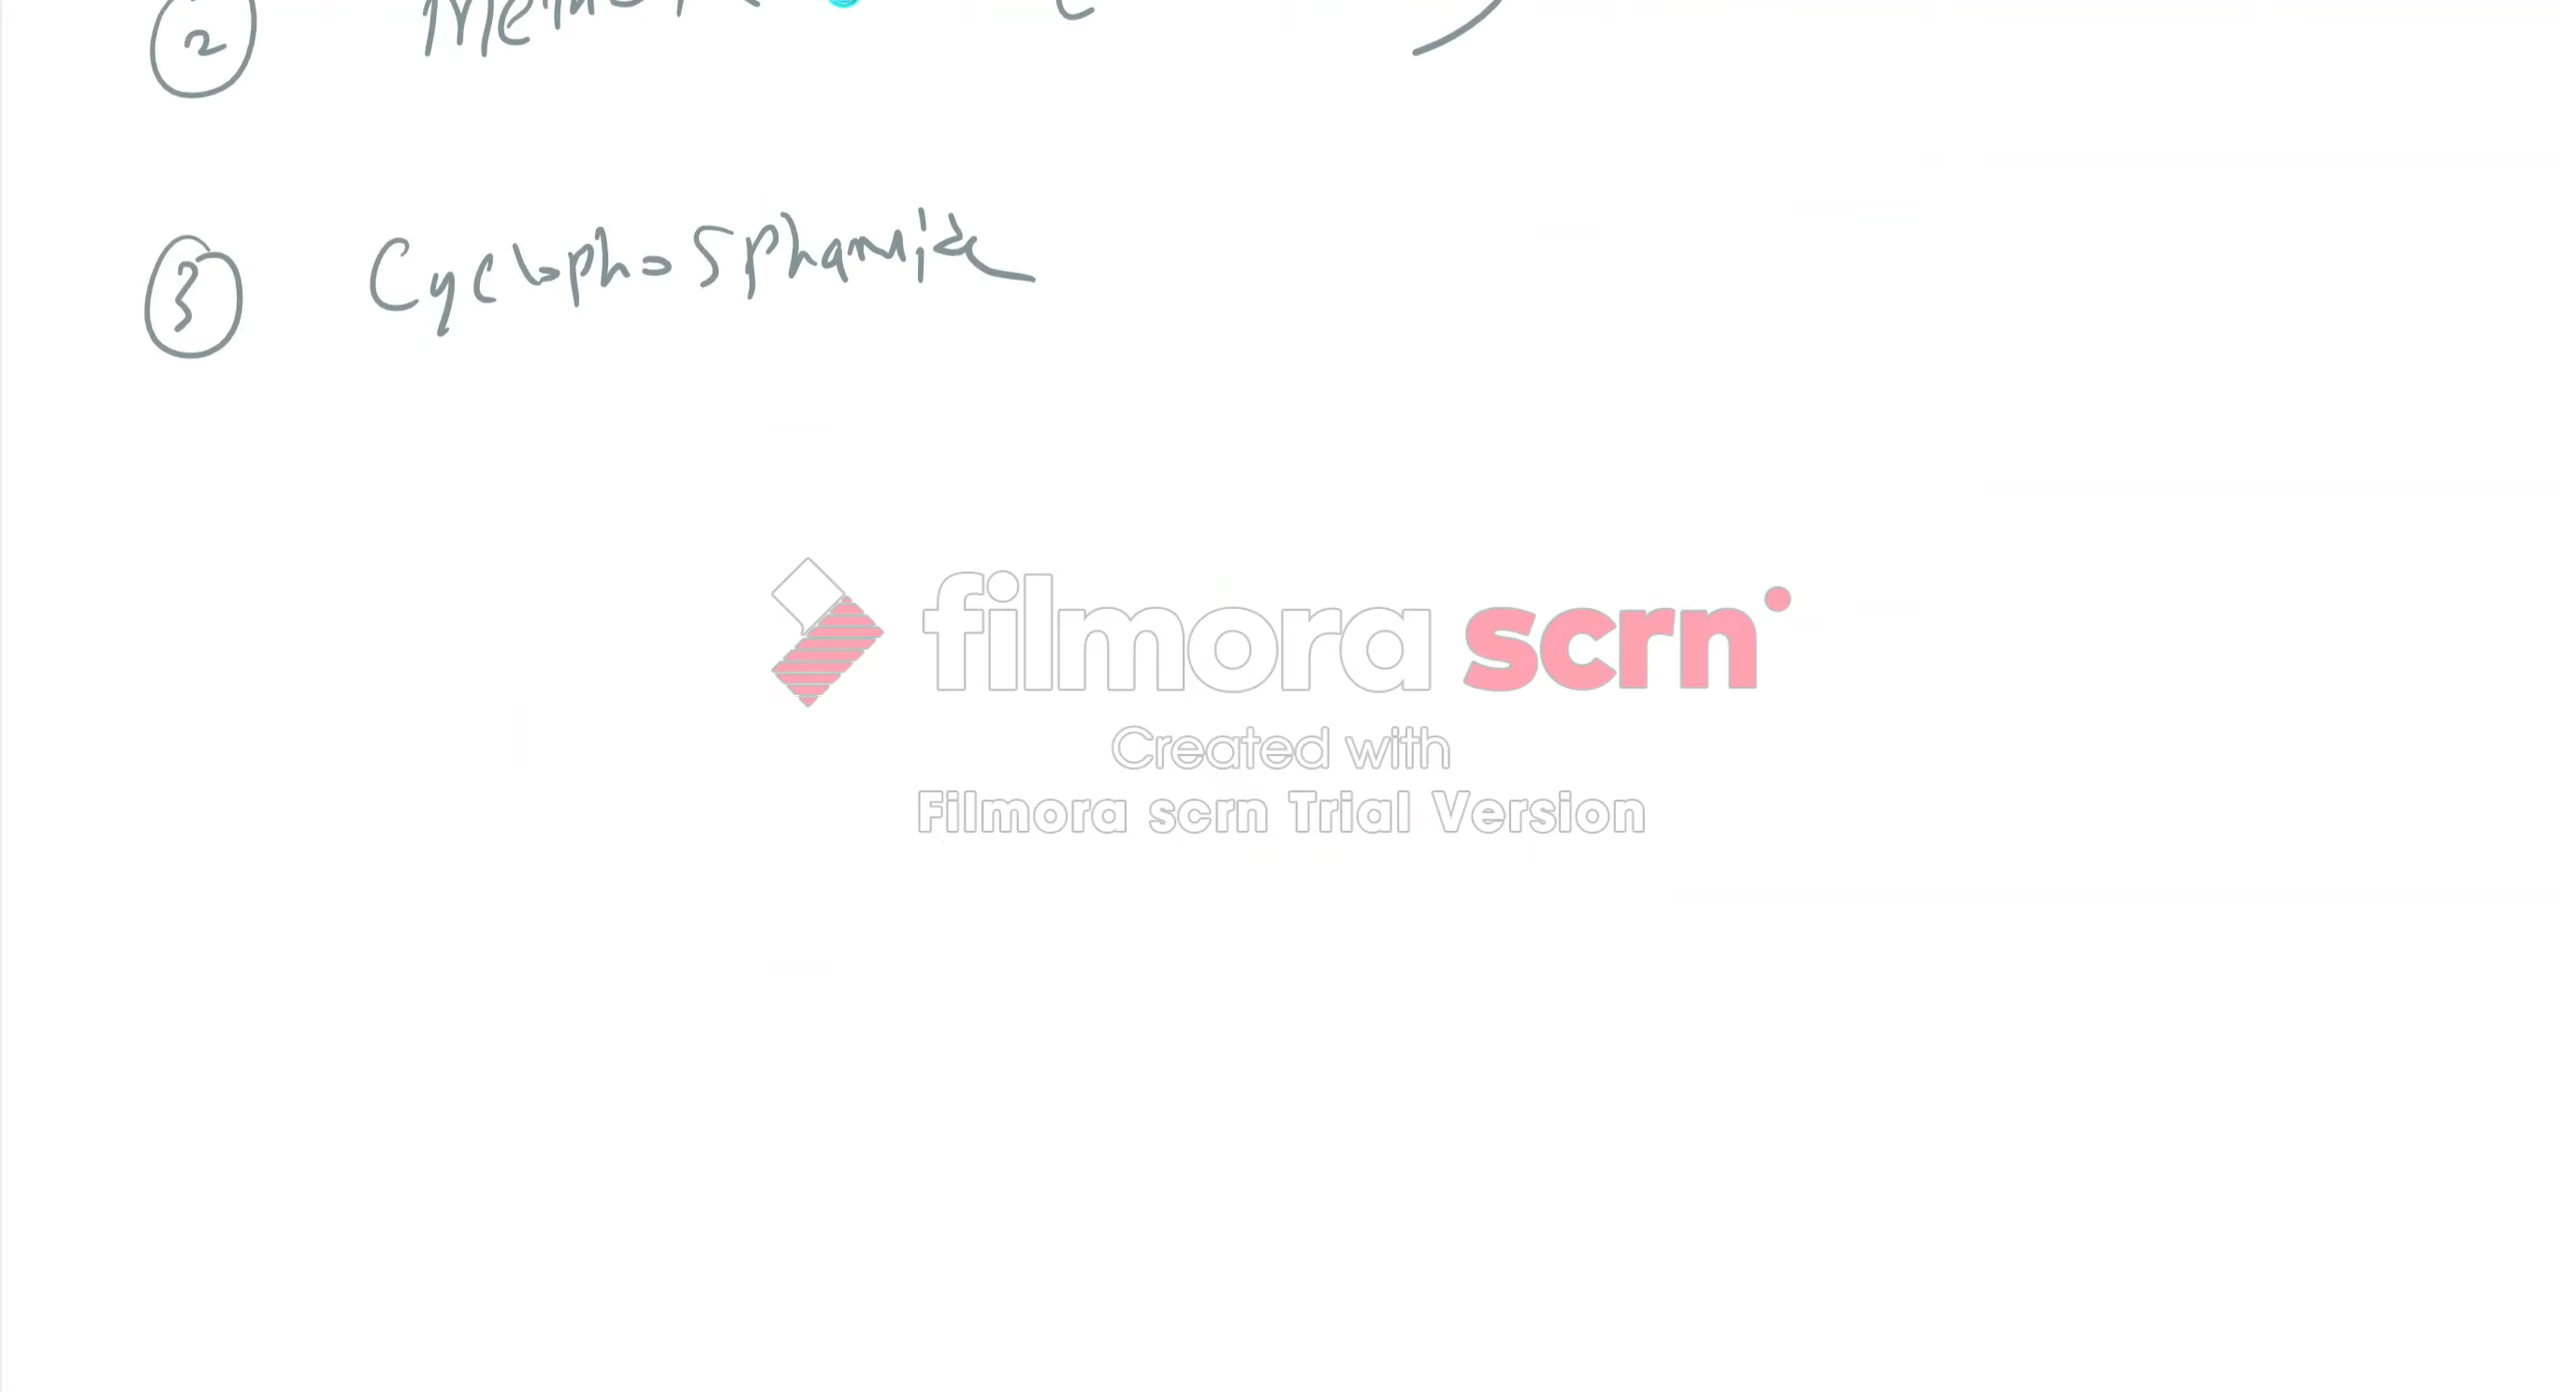 ②
③ Cyclophosphamide
filmora scrn
Created with
Filmora scrn Trial Version